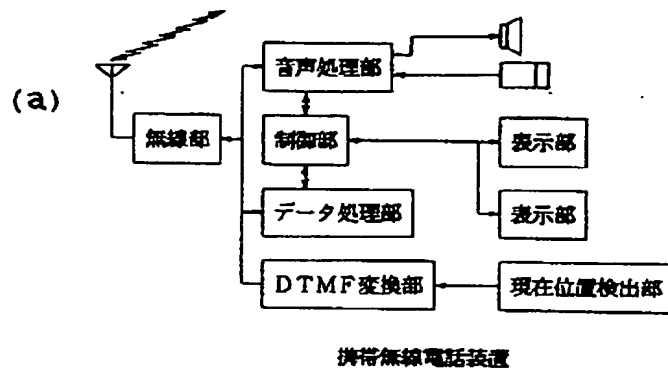 (a)
音声処理部
無線部
制御部
表示部
データ処理部
表示部
DTMF変換部
現在位置検出部
携帯無線電話装置